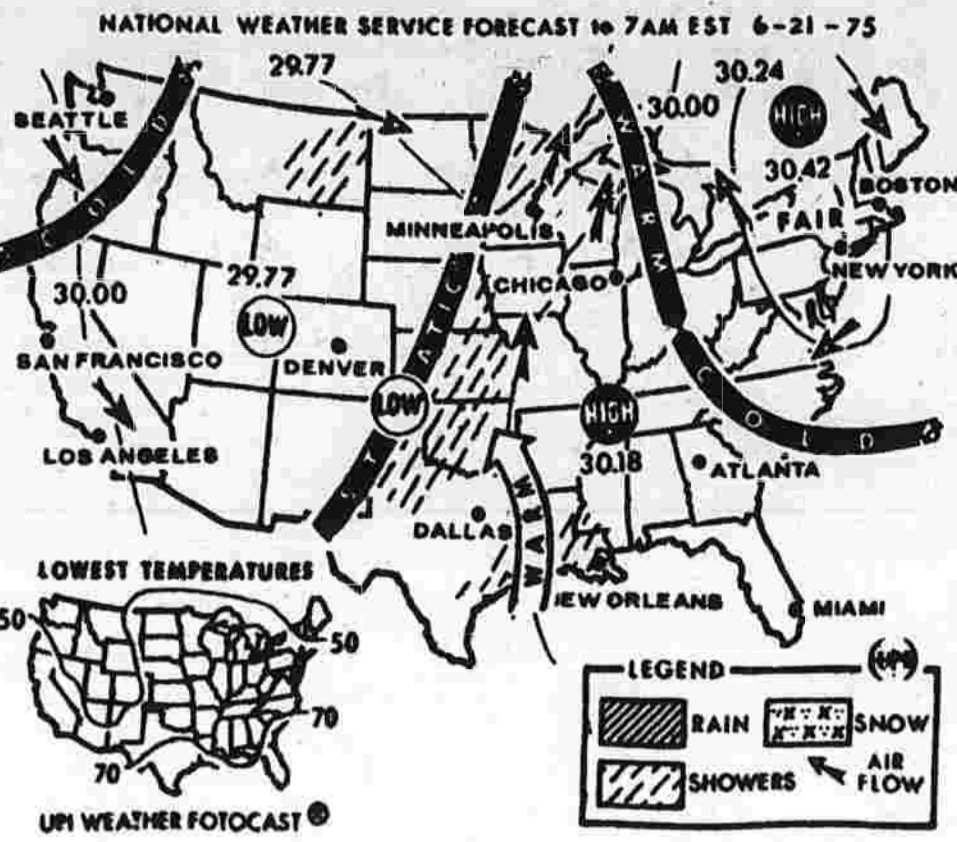 NATIONAL WEATHER SERVICE FORECAST to 7AM EST 6-21-75
29.77
30.24
HIGH
30.00
SEATTLE
COLD
WARM
30.42
BOSTON
FAIR
MINNEAPOLIS
NEW YORK
29.77
CHICAGO
30.00
LOW
STATIC
SAN FRANCISCO
DENVER
LOW
HIGH
COLD
30.18
ATLANTA
LOS ANGELES
DALLAS
WARM
LOWEST TEMPERATURES
EW ORLEANS
MIAMI
50
50
70
70
UPI WEATHER FOTOCAST ®
(UPI)
LEGEND
RAIN
SNOW
SHOWERS
AIR
FLOW